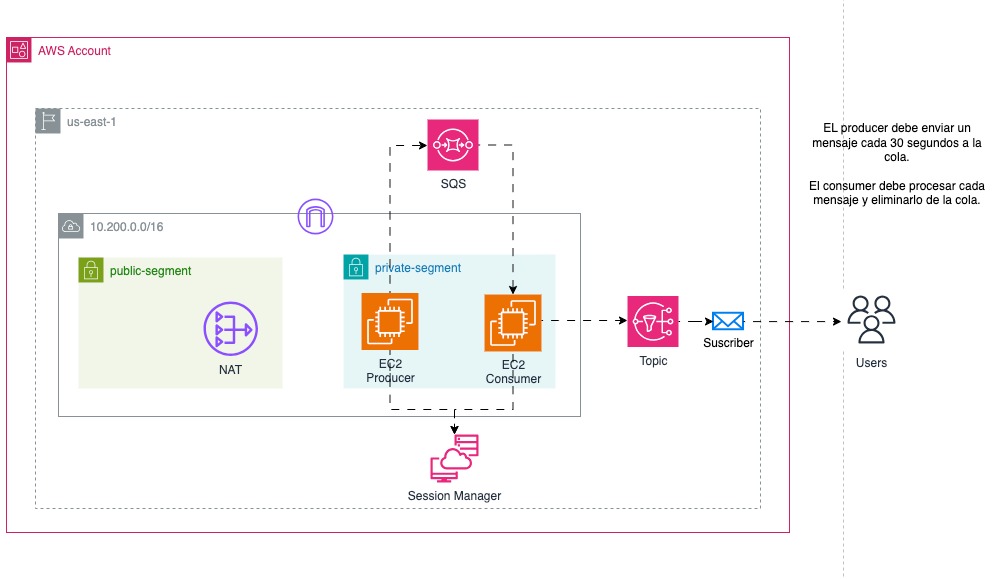 AWS Account
us-east-1
EL producer debe enviar un
mensaje cada 30 segundos a la
cola.
El consumer debe procesar cada
mensaje y eliminarlo de la cola.
SQS
10.200.0.0/16
public-segment
private-segment
NAT
EC2
Producer
EC2
Consumer
Topic
Suscriber
Users
Session Manager